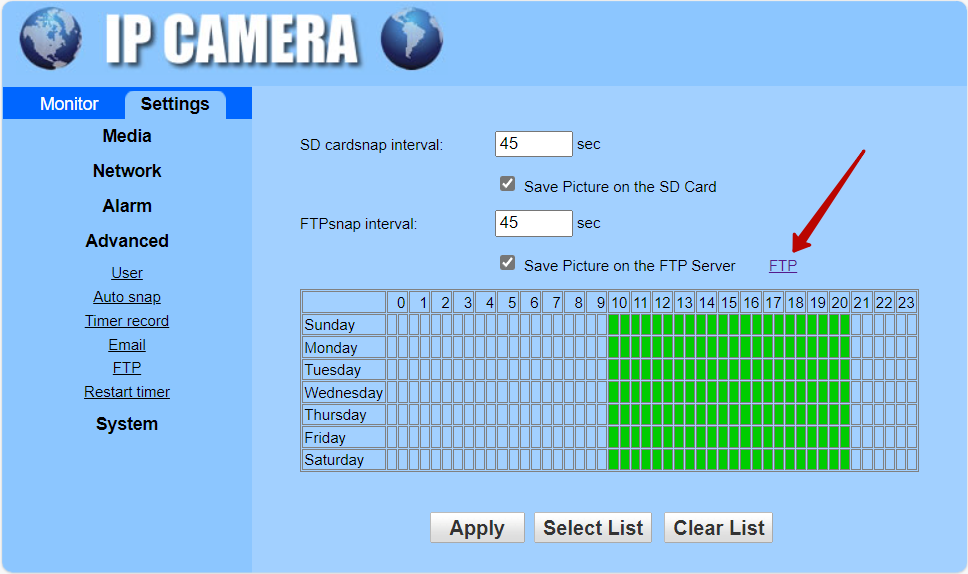 IP CAMERA
Monitor Settings
Media
Network
Alarm
Advanced
User
Auto snap
Timer record
Email
FTP
Restart timer
System
SD cardsnap interval: 45 sec
Save Picture on the SD Card
FTPsnap interval: 45 sec
Save Picture on the FTP Server FTP
0 1 2 3 4 5 6 7 8 9 10 11 12 13 14 15 16 17 18 19 20 21 22 23
Sunday
Monday
Tuesday
Wednesday
Thursday
Friday
Saturday
Apply Select List Clear List